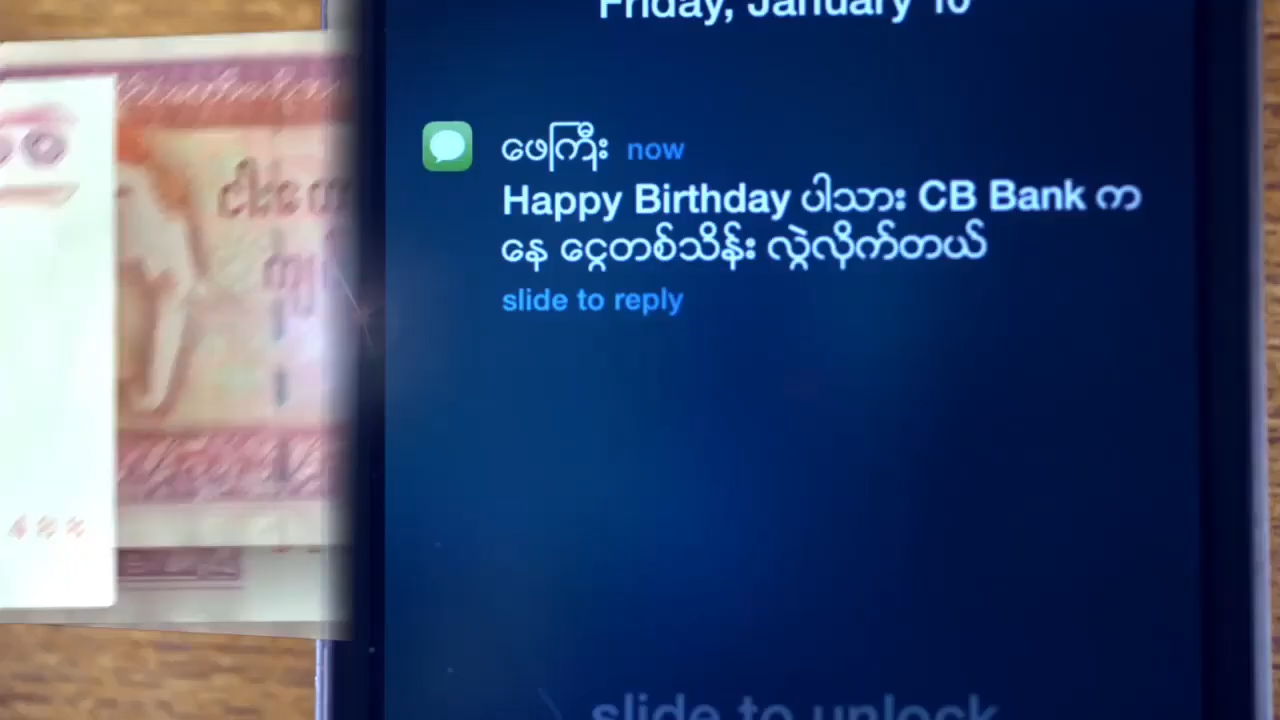 Friday, January 10
ဖေကြီး now
Happy Birthday ပါသား CB Bank က
နေ ငွေတစ်သိန်း လွှဲလိုက်တယ်
slide to reply
slide to unlock